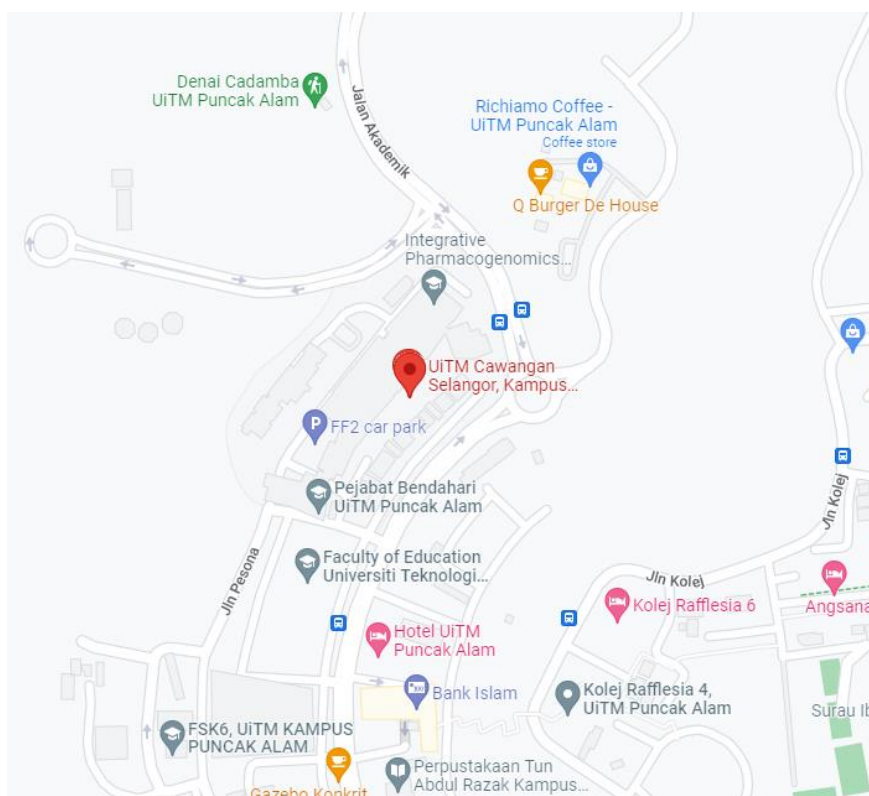 Denai Cadamba
UiTM Puncak Alam
Jalan Akademik
Richiamo Coffee -
UiTM Puncak Alam
Coffee store
Q Burger De House
Integrative
Pharmacogenomics...
UiTM Cawangan
Selangor, Kampus...
P
FF2 car park
Pejabat Bendahari
UiTM Puncak Alam
Jln Kolej
Faculty of Education
Universiti Teknologi...
Jln Pesona
Jln Kolej
Kolej Rafflesia 6
Angsana
Hotel UiTM
Puncak Alam
Bank Islam
Kolej Rafflesia 4,
UiTM Puncak Alam
Surau Ib
FSK6, UiTM KAMPUS
PUNCAK ALAM
Perpustakaan Tun
Abdul Razak Kampus...
Gazebo Konkrit